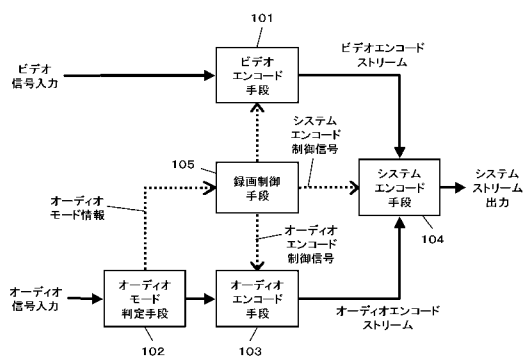 101
ビデオ
信号入力
ビデオ
エンコード
手段
ビデオエンコード
ストリーム
システム
エンコード
制御信号
105
録画制御
手段
オーディオ
モード情報
システム
エンコード
手段
104
システム
ストリーム
出力
オーディオ
エンコード
制御信号
オーディオ
信号入力
オーディオ
モード
判定手段
102
オーディオ
エンコード
手段
103
オーディオエンコード
ストリーム